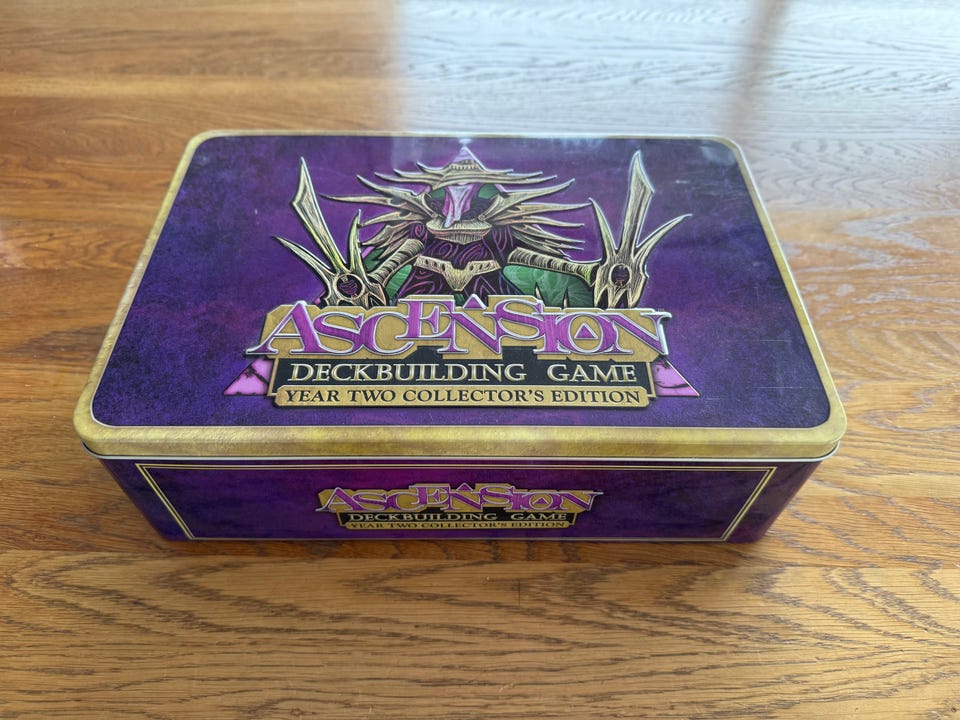 ASCENSION
DECKBUILDING GAME
YEAR TWO COLLECTOR'S EDITION
ASCENSION
DECKBUILDING GAME
YEAR TWO COLLECTOR'S EDITION